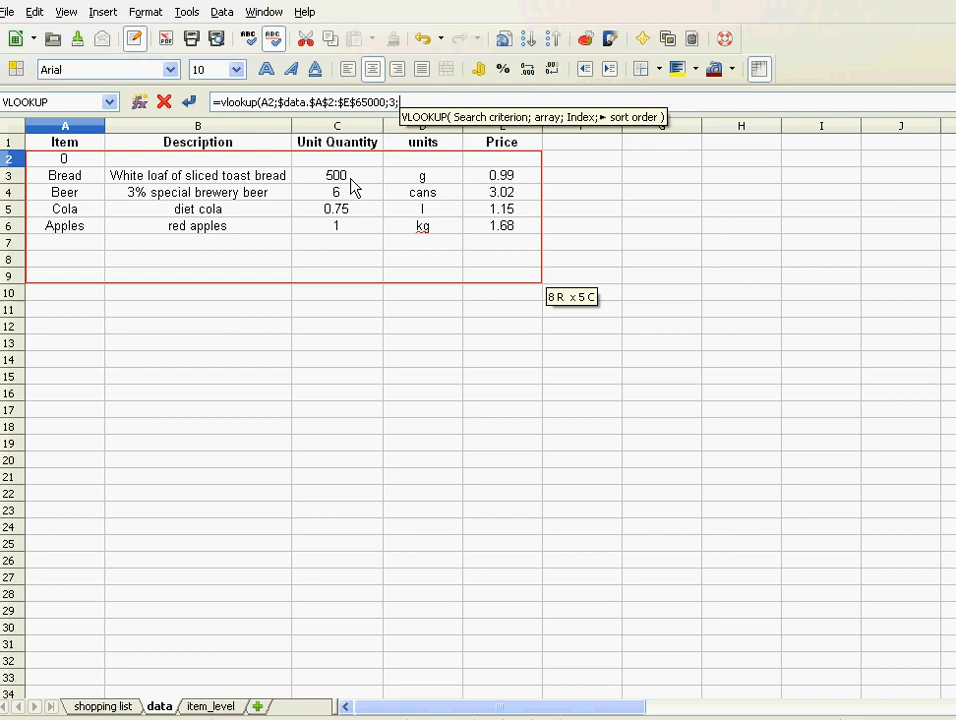 File Edit View Insert Format Tools Data Window Help
ABC ABC
Arial 10 A A A %
VLOOKUP =vlookup(A2;$data.$A$2:$E$65000;3;
VLOOKUP( Search criterion; array; Index;► sort order )
A B C D E F G H I J
1 Item Description Unit Quantity units Price
2 0
3 Bread White loaf of sliced toast bread 500 g 0.99
4 Beer 3% special brewery beer 6 cans 3.02
5 Cola diet cola 0.75 l 1.15
6 Apples red apples 1 kg 1.68
7
8
9
10 8 R x 5 C
11
12
13
14
15
16
17
18
19
20
21
22
23
24
25
26
27
28
29
30
31
32
33
34
shopping list data item_level